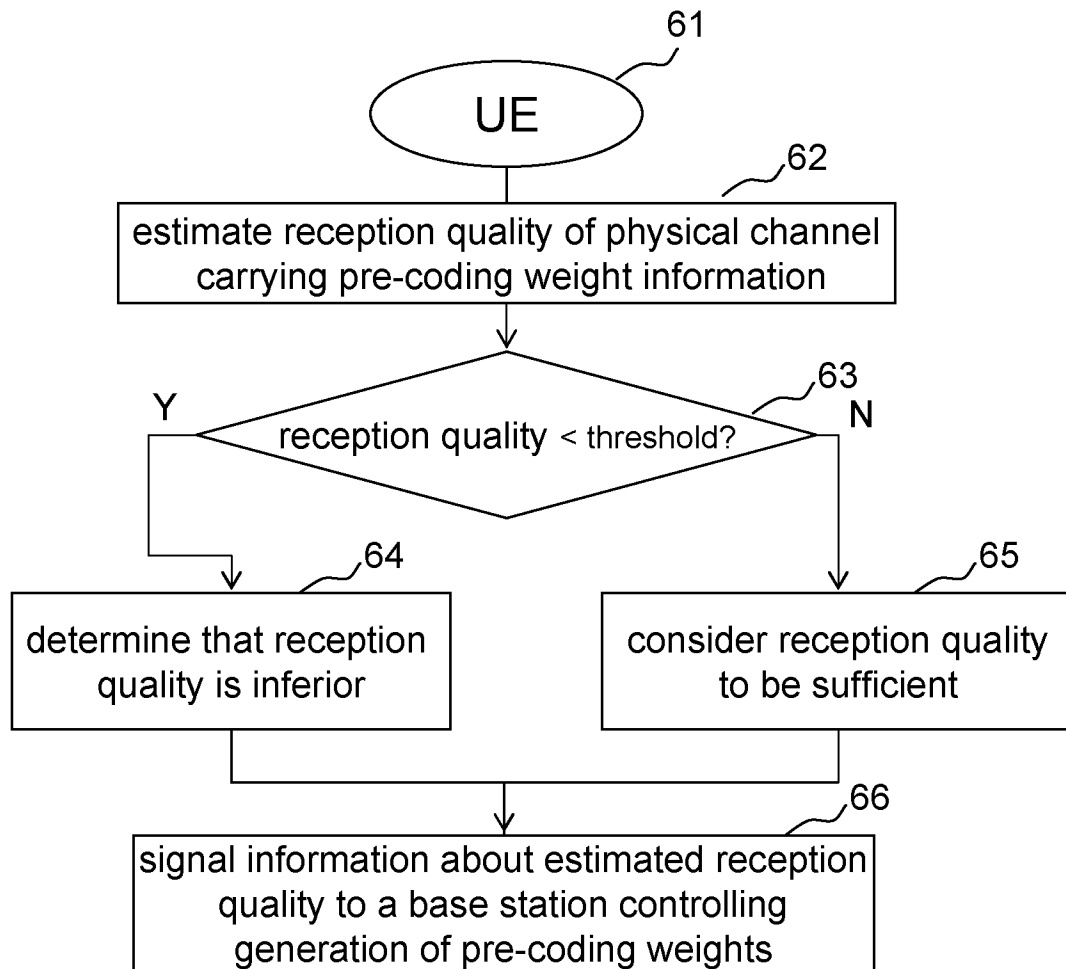 61
UE
62
estimate reception quality of physical channel
carrying pre-coding weight information
63
Y
N
reception quality < threshold?
64
65
determine that reception
quality is inferior
consider reception quality
to be sufficient
66
signal information about estimated reception
quality to a base station controlling
generation of pre-coding weights